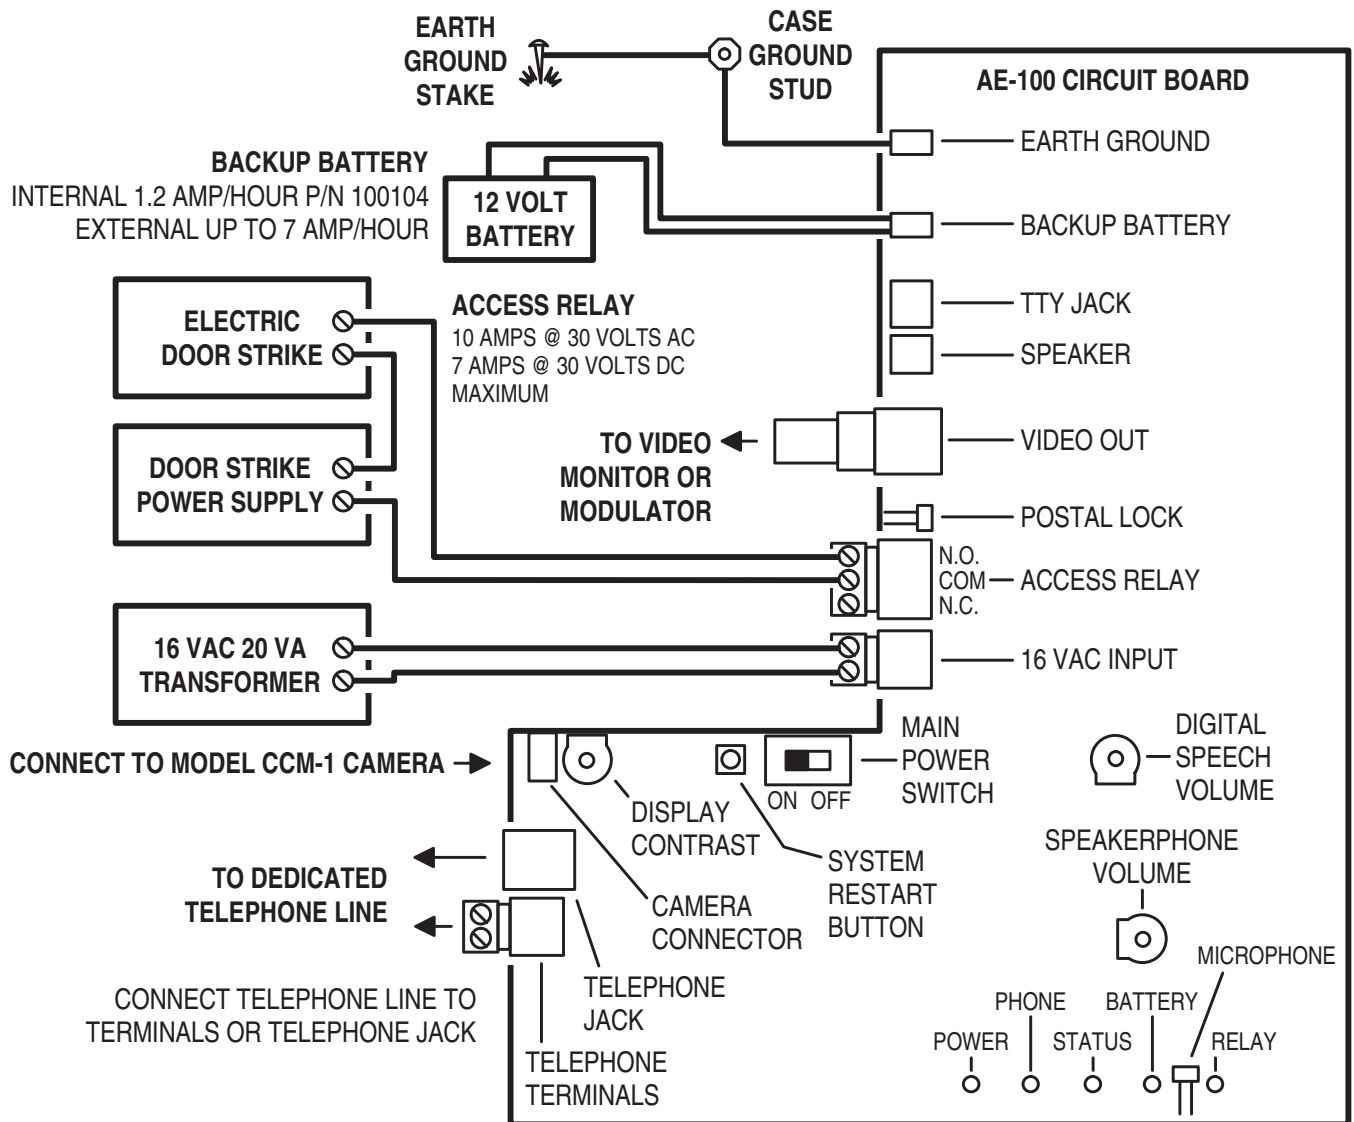 EARTH
GROUND
STAKE
CASE
GROUND
STUD
AE-100 CIRCUIT BOARD
EARTH GROUND
BACKUP BATTERY
INTERNAL 1.2 AMP/HOUR P/N 100104
EXTERNAL UP TO 7 AMP/HOUR
12 VOLT
BATTERY
BACKUP BATTERY
TTY JACK
SPEAKER
ELECTRIC
DOOR STRIKE
ACCESS RELAY
10 AMPS @ 30 VOLTS AC
7 AMPS @ 30 VOLTS DC
MAXIMUM
DOOR STRIKE
POWER SUPPLY
TO VIDEO
MONITOR OR
MODULATOR
VIDEO OUT
POSTAL LOCK
N.O.
COM
N.C.
ACCESS RELAY
16 VAC 20 VA
TRANSFORMER
16 VAC INPUT
CONNECT TO MODEL CCM-1 CAMERA
DISPLAY
CONTRAST
ON OFF
MAIN
POWER
SWITCH
DIGITAL
SPEECH
VOLUME
SYSTEM
RESTART
BUTTON
SPEAKERPHONE
VOLUME
TO DEDICATED
TELEPHONE LINE
CAMERA
CONNECTOR
CONNECT TELEPHONE LINE TO
TERMINALS OR TELEPHONE JACK
TELEPHONE
JACK
TELEPHONE
TERMINALS
MICROPHONE
PHONE
BATTERY
POWER
STATUS
RELAY